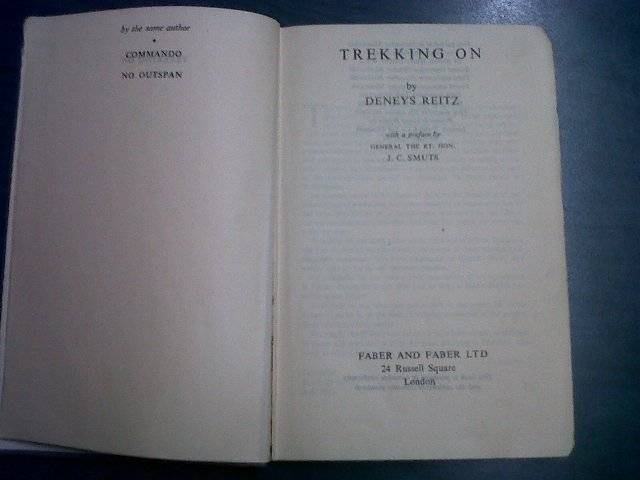 by the same author
COMMANDO
NO OUTSPAN
TREKKING ON
by
DENEYS REITZ
with a preface by
GENERAL THE RT. HON.
J. C. SMUTS
FABER AND FABER LTD
24 Russell Square
London